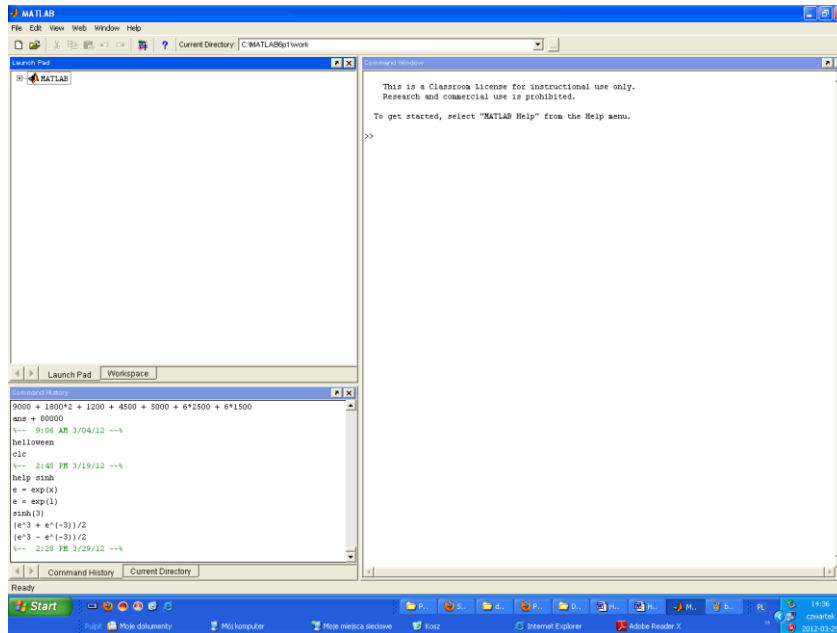 MATLAB
File Edit View Web Window Help
? Current Directory: C:\MATLAB6p1\work
Launch Pad
MATLAB
Launch Pad Workspace
Command History
9000 + 1800*2 + 1200 + 4500 + 5000 + 6*2500 + 6*1500
ans + 80000
%-- 9:06 AM 3/04/12 --%
helloween
clc
%-- 2:45 PM 3/19/12 --%
help sinh
e = exp(x)
e = exp(1)
sinh(3)
(e^3 + e^(-3))/2
(e^3 - e^(-3))/2
%-- 2:28 PM 3/29/12 --%
Command History Current Directory
Command Window
This is a Classroom License for instructional use only.
Research and commercial use is prohibited.
To get started, select "MATLAB Help" from the Help menu.
>>
Ready
Start P.. S.. d.. P.. D.. H.. H.. M.. b.. PL 14:36
Pulpit Moje dokumenty Mój komputer Moje miejsca sieciowe Kosz Internet Explorer Adobe Reader X czwartek